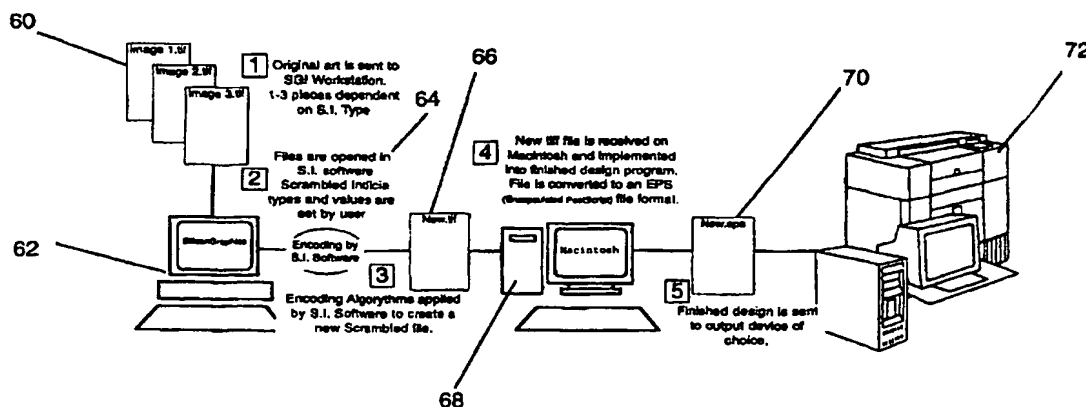 60
Image 1.tif
Image 2.tif
Image 3.tif
1
Original art is sent to
SGI Workstation.
1-3 pieces dependent
on S.I. Type
64
2
Files are opened in
S.I. software
Scrambled Indicia
types and values are
set by user
62
SiliconGraphics
Encoding by
S.I. Software
3
Encoding Algorythms applied
by S.I. Software to create a
new Scrambled file.
66
New.tif
4
New tiff file is received on
Macintosh and implemented
into finished design program.
File is converted to an EPS
(Encapsulated PostScript) file format.
68
Macintosh
70
New.eps
5
Finished design is sent
to output device of
choice.
72